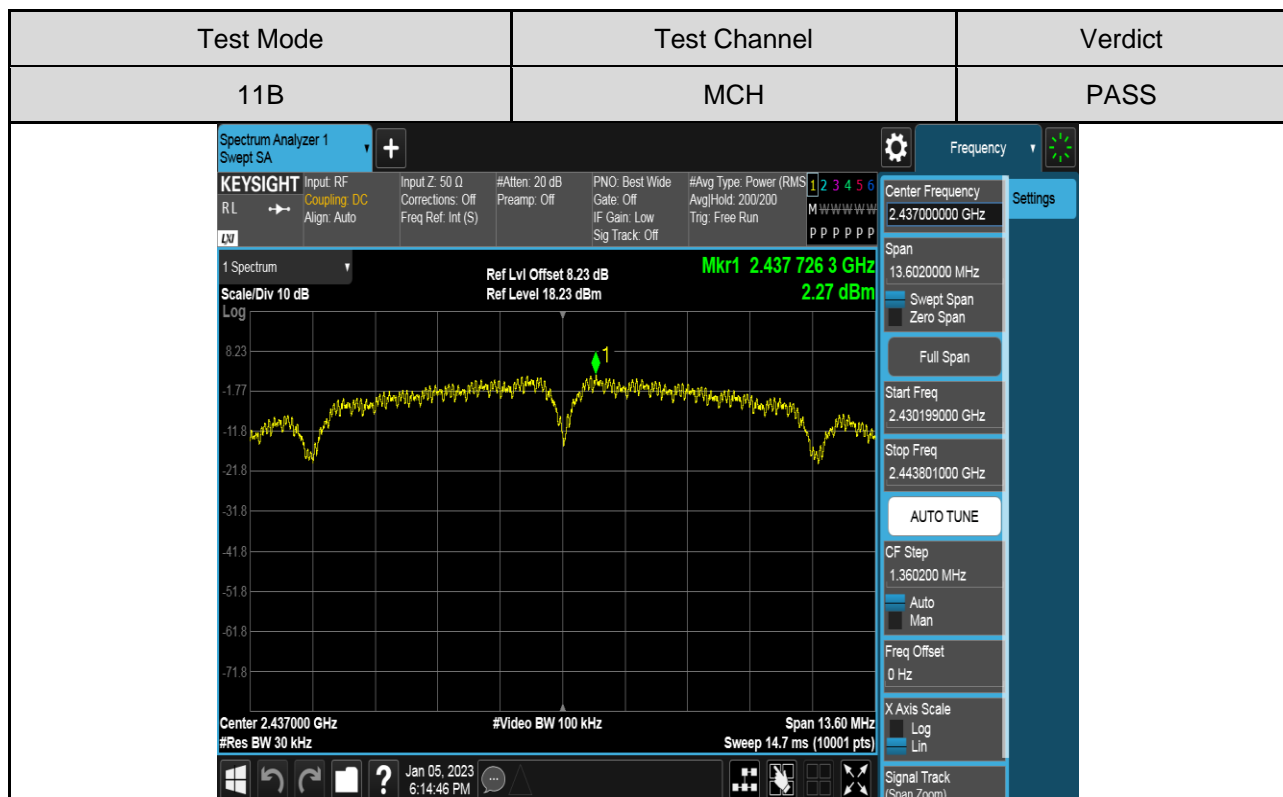 Test Mode Test Channel Verdict
11B MCH PASS
Spectrum Analyzer 1
Swept SA
+
Frequency
KEYSIGHT
RL
LXI
Input: RF
Coupling: DC
Align: Auto
Input Z: 50 Ω
Corrections: Off
Freq Ref: Int (S)
#Atten: 20 dB
Preamp: Off
PNO: Best Wide
Gate: Off
IF Gain: Low
Sig Track: Off
#Avg Type: Power (RMS
Avg|Hold: 200/200
Trig: Free Run
1 2 3 4 5 6
M W W W W W
P P P P P P
1 Spectrum
Scale/Div 10 dB
Log
Ref Lvl Offset 8.23 dB
Ref Level 18.23 dBm
Mkr1 2.437 726 3 GHz
2.27 dBm
1
8.23
-1.77
-11.8
-21.8
-31.8
-41.8
-51.8
-61.8
-71.8
Center 2.437000 GHz
#Res BW 30 kHz
#Video BW 100 kHz
Span 13.60 MHz
Sweep 14.7 ms (10001 pts)
Center Frequency
2.437000000 GHz
Span
13.6020000 MHz
Swept Span
Zero Span
Full Span
Start Freq
2.430199000 GHz
Stop Freq
2.443801000 GHz
AUTO TUNE
CF Step
1.360200 MHz
Auto
Man
Freq Offset
0 Hz
X Axis Scale
Log
Lin
Signal Track
(Span Zoom)
Settings
?
Jan 05, 2023
6:14:46 PM